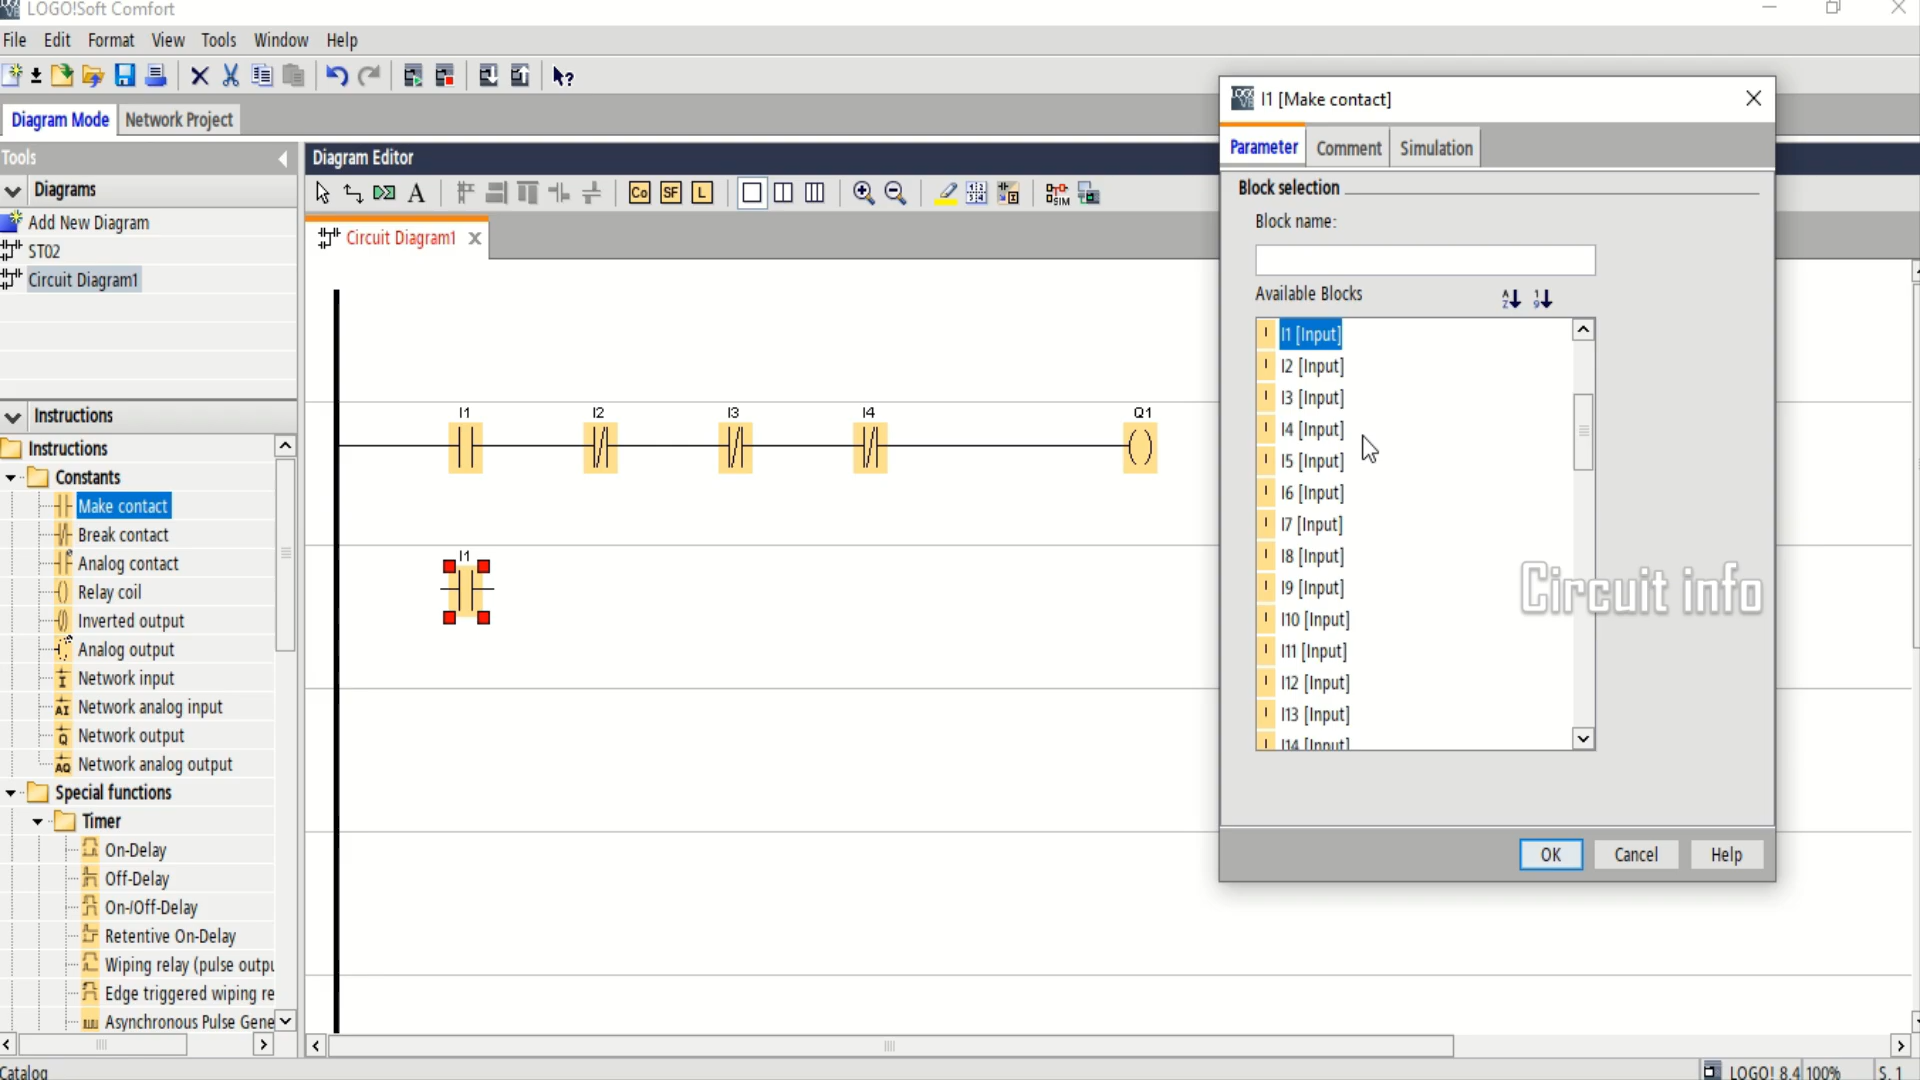 LOGO!Soft Comfort
File Edit Format View Tools Window Help
Diagram Mode Network Project
Tools
Diagrams
Add New Diagram
ST02
Circuit Diagram1
Instructions
Instructions
Constants
Make contact
Break contact
Analog contact
Relay coil
Inverted output
Analog output
Network input
Network analog input
Network output
Network analog output
Special functions
Timer
On-Delay
Off-Delay
On-/Off-Delay
Retentive On-Delay
Wiping relay (pulse outpu
Edge triggered wiping re
Asynchronous Pulse Gene
Diagram Editor
A Co SF L SIM
Circuit Diagram1
I1 I2 I3 I4 Q1
I1
I1 [Make contact]
Parameter Comment Simulation
Block selection
Block name:
Available Blocks
I I1 [Input]
I I2 [Input]
I I3 [Input]
I I4 [Input]
I I5 [Input]
I I6 [Input]
I I7 [Input]
I I8 [Input]
I I9 [Input]
I I10 [Input]
I I11 [Input]
I I12 [Input]
I I13 [Input]
I I14 [Input]
OK Cancel Help
Circuit info
Catalog
LOGO! 8.4 100% S. 1